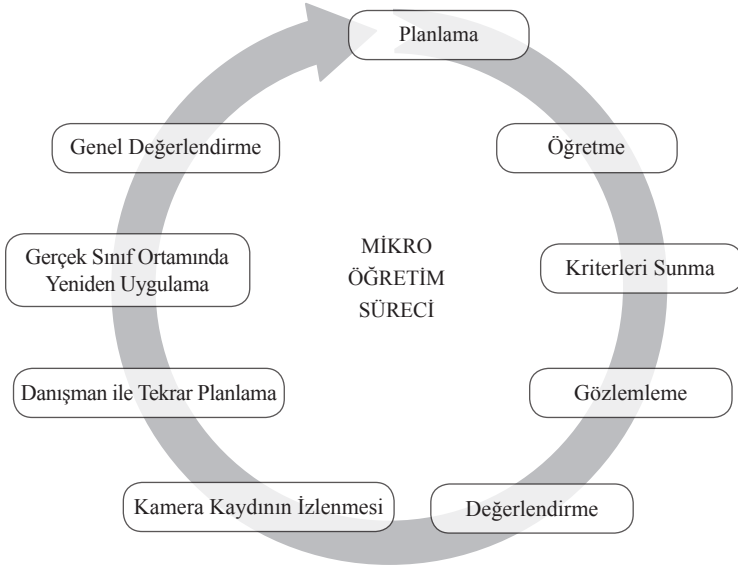 Planlama
Öğretme
Kriterleri Sunma
Gözlemleme
Değerlendirme
Kamera Kaydının İzlenmesi
Danışman ile Tekrar Planlama
Gerçek Sınıf Ortamında
Yeniden Uygulama
Genel Değerlendirme
MİKRO
ÖĞRETİM
SÜRECİ